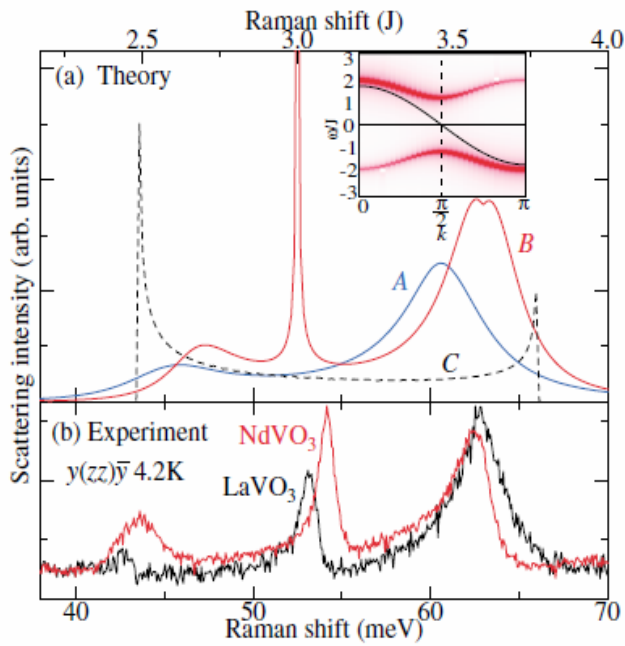 Raman shift (J)
2.5 3.0 3.5 4.0
(a) Theory
3
2
1
0
-1
-2
-3
ω/J
0 π/2 π
k
A
B
C
Scattering intensity (arb. units)
(b) Experiment
NdVO₃
y(zz)ȳ 4.2K
LaVO₃
40 50 60 70
Raman shift (meV)